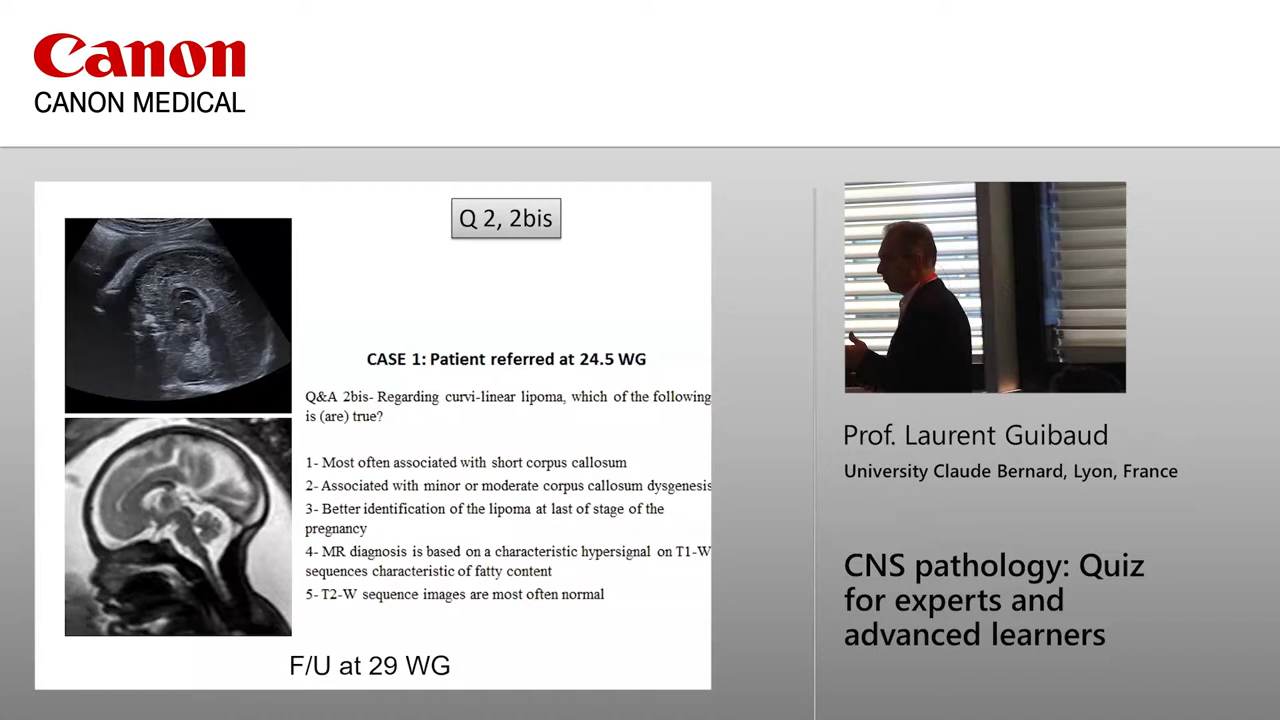 Canon
CANON MEDICAL
Q 2, 2bis
CASE 1: Patient referred at 24.5 WG
Q&A 2bis- Regarding curvi-linear lipoma, which of the following
is (are) true?
1- Most often associated with short corpus callosum
2- Associated with minor or moderate corpus callosum dysgenesis
3- Better identification of the lipoma at last of stage of the
pregnancy
4- MR diagnosis is based on a characteristic hypersignal on T1-W
sequences characteristic of fatty content
5- T2-W sequence images are most often normal
F/U at 29 WG
Prof. Laurent Guibaud
University Claude Bernard, Lyon, France
CNS pathology: Quiz
for experts and
advanced learners